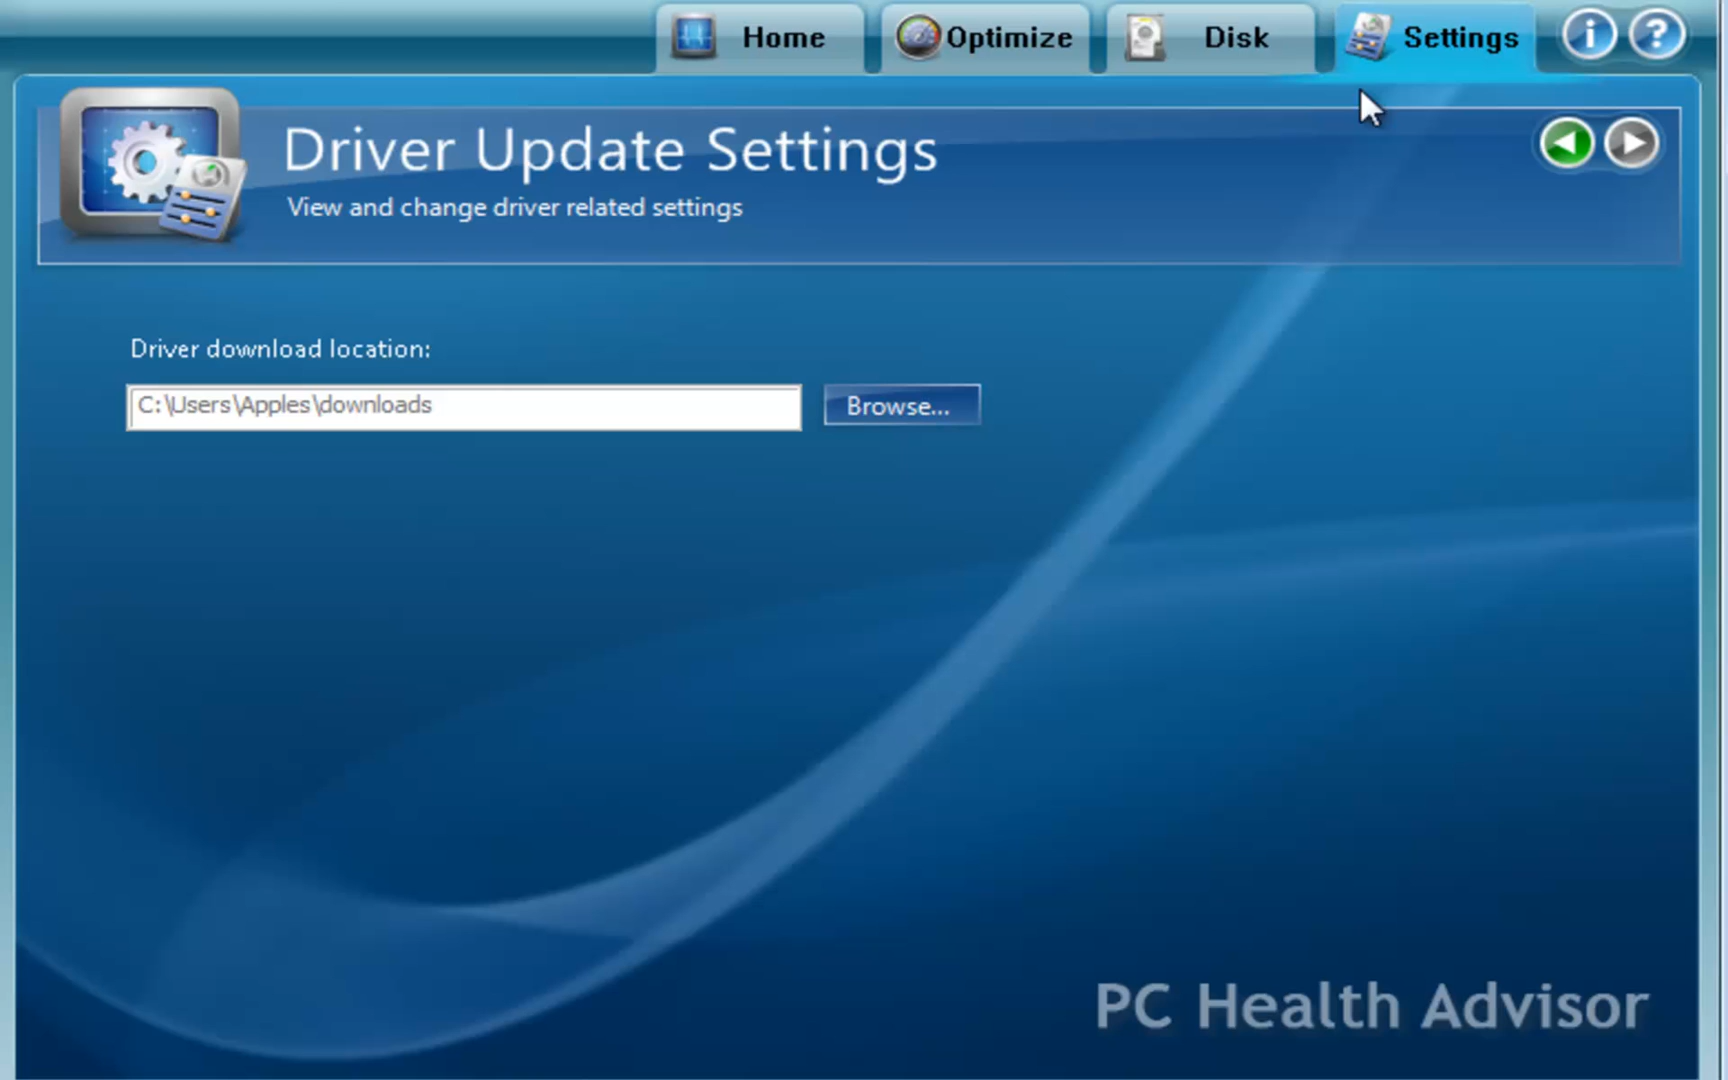 Home
Optimize
Disk
Settings
Driver Update Settings
View and change driver related settings
Driver download location:
C:\Users\Apples\downloads
Browse...
PC Health Advisor